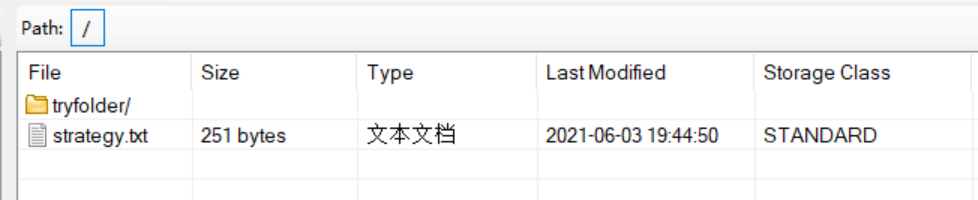 Path: /
File Size Type Last Modified Storage Class
tryfolder/
strategy.txt 251 bytes 文本文档 2021-06-03 19:44:50 STANDARD